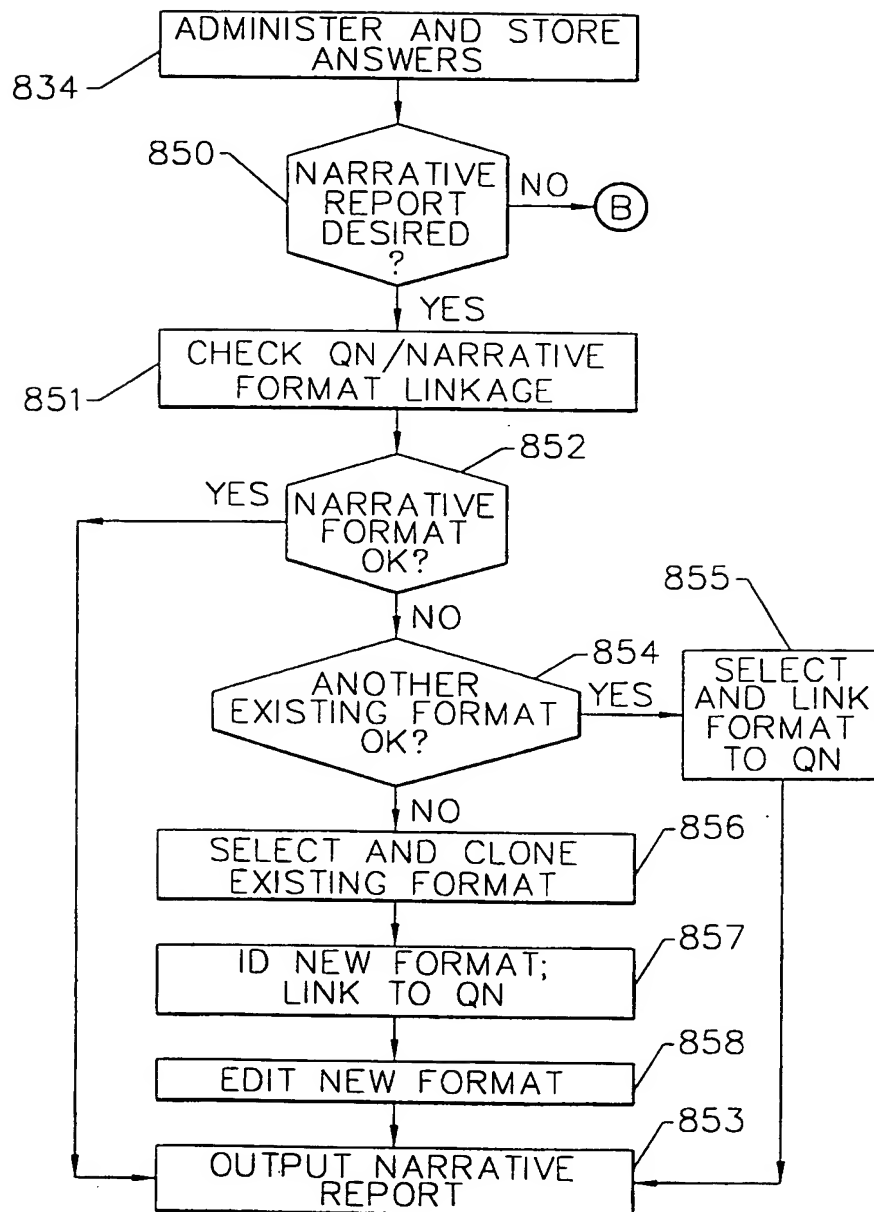 ADMINISTER AND STORE
ANSWERS
834
850
NARRATIVE
REPORT
DESIRED
?
NO
B
YES
CHECK QN/NARRATIVE
FORMAT LINKAGE
851
852
YES
NARRATIVE
FORMAT
OK?
NO
855
854
ANOTHER
EXISTING FORMAT
OK?
YES
SELECT
AND LINK
FORMAT
TO QN
NO
856
SELECT AND CLONE
EXISTING FORMAT
857
ID NEW FORMAT;
LINK TO QN
858
EDIT NEW FORMAT
853
OUTPUT NARRATIVE
REPORT